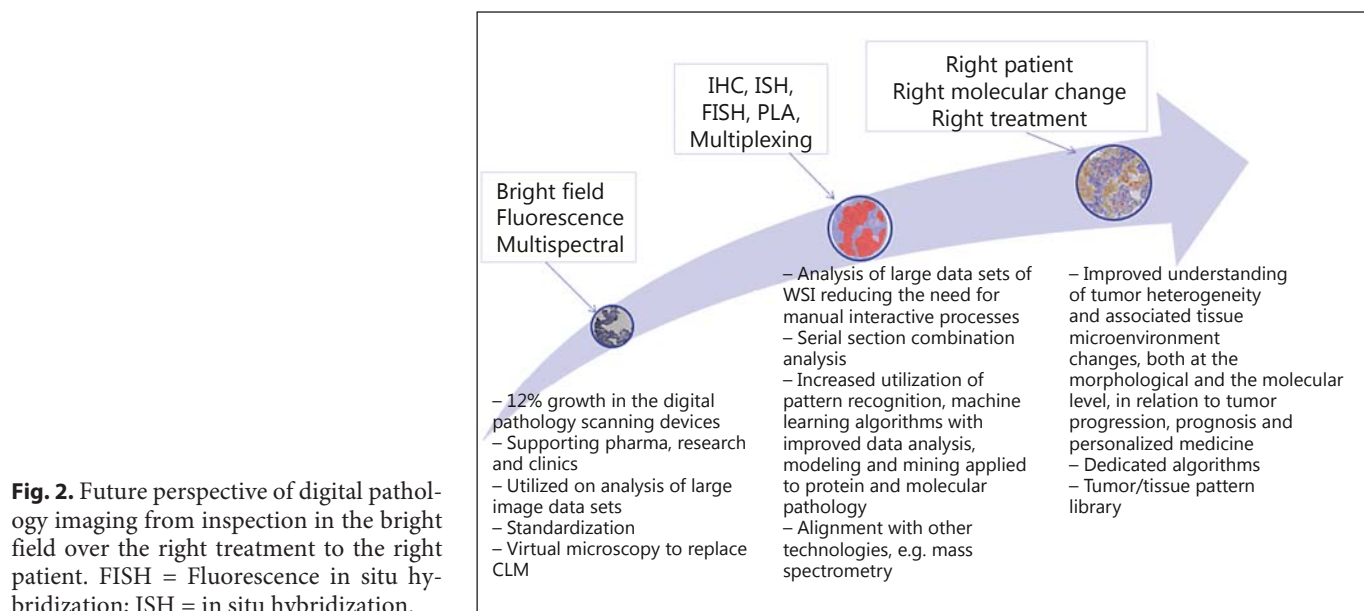 IHC, ISH,
FISH, PLA,
Multiplexing
Right patient
Right molecular change
Right treatment
Bright field
Fluorescence
Multispectral
– 12% growth in the digital
pathology scanning devices
– Supporting pharma, research
and clinics
– Utilized on analysis of large
image data sets
– Standardization
– Virtual microscopy to replace
CLM
– Analysis of large data sets of
WSI reducing the need for
manual interactive processes
– Serial section combination
analysis
– Increased utilization of
pattern recognition, machine
learning algorithms with
improved data analysis,
modeling and mining applied
to protein and molecular
pathology
– Alignment with other
technologies, e.g. mass
spectrometry
– Improved understanding
of tumor heterogeneity
and associated tissue
microenvironment
changes, both at the
morphological and the molecular
level, in relation to tumor
progression, prognosis and
personalized medicine
– Dedicated algorithms
– Tumor/tissue pattern
library
Fig. 2. Future perspective of digital pathol-
ogy imaging from inspection in the bright
field over the right treatment to the right
patient. FISH = Fluorescence in situ hy-
bridization; ISH = in situ hybridization.